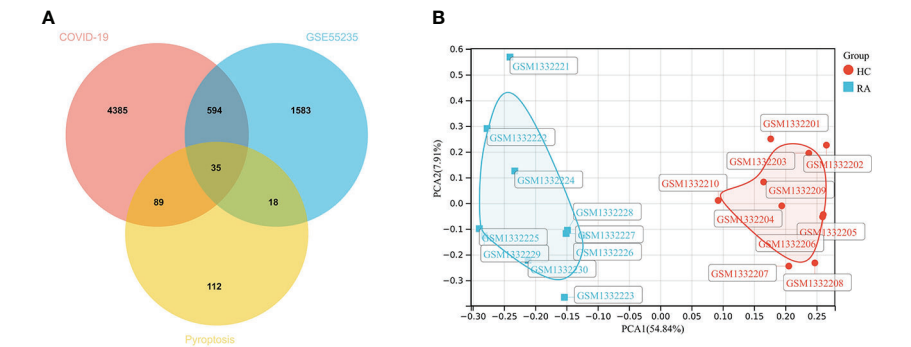 A
COVID-19
GSE55235
4385
594
1583
35
89
18
112
Pyroptosis
B
Group
HC
RA
PCA2(7.91%)
0.6
0.5
0.4
0.3
0.2
0.1
0.0
−0.1
−0.2
−0.3
GSM1332221
GSM1332222
GSM1332224
GSM1332228
GSM1332227
GSM1332225
GSM1332226
GSM1332229
GSM1332230
GSM1332223
GSM1332201
GSM1332203
GSM1332202
GSM1332210
GSM1332209
GSM1332204
GSM1332205
GSM1332206
GSM1332207
GSM1332208
−0.30
−0.25
−0.20
−0.15
−0.10
−0.05
0.00
0.05
0.10
0.15
0.20
0.25
PCA1(54.84%)